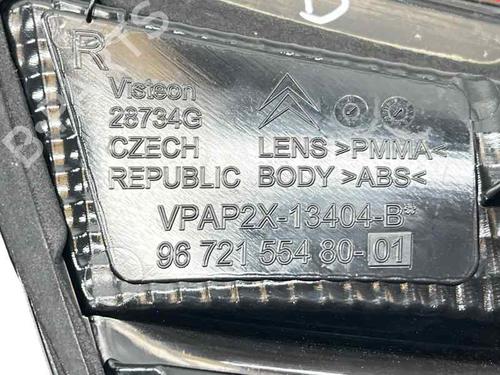 R
Visteon
28734G
CZECH LENS >PMMA<
REPUBLIC BODY >ABS<
VPAP2X-13404-B*
96 721 554 80-01